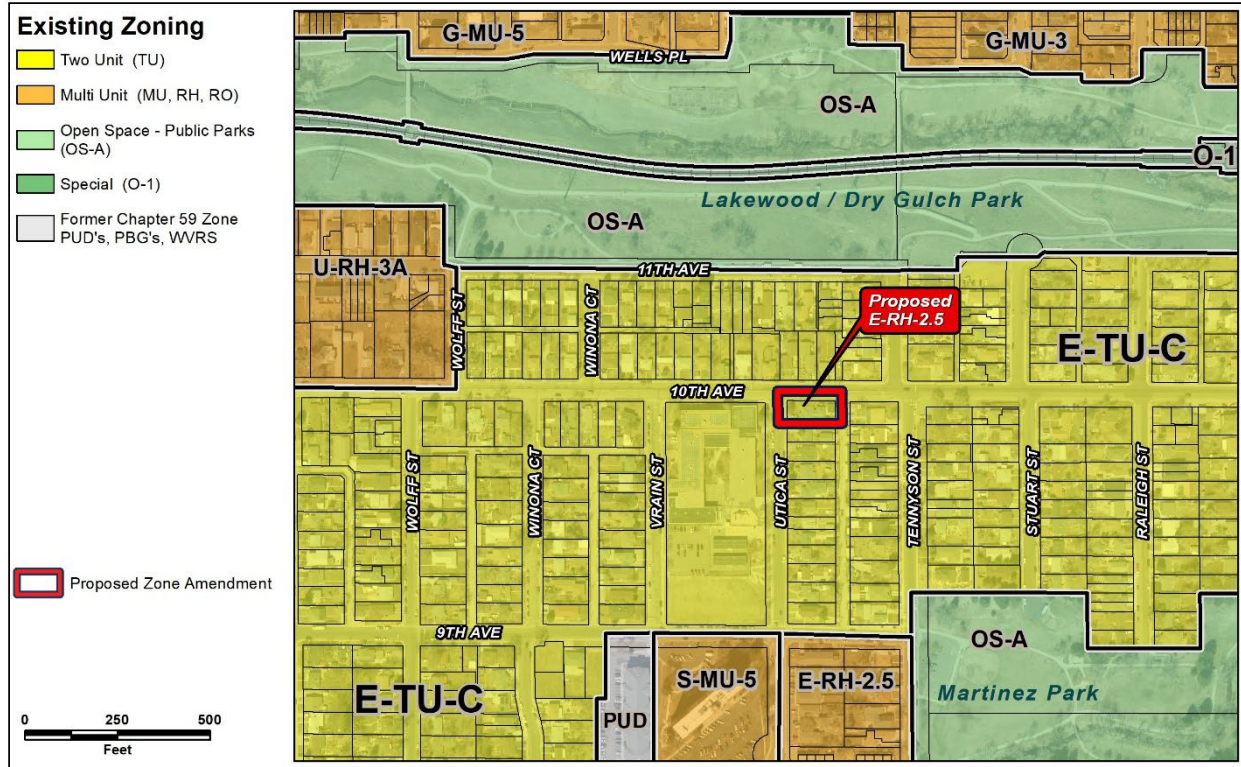 Existing Zoning
Two Unit (TU)
Multi Unit (MU, RH, RO)
Open Space - Public Parks
(OS-A)
Special (O-1)
Former Chapter 59 Zone
PUD's, PBG's, WVRS
Proposed Zone Amendment
0 250 500
Feet
G-MU-5
WELLS PL
G-MU-3
OS-A
O-1
Lakewood / Dry Gulch Park
OS-A
U-RH-3A
11TH AVE
WOLFF ST
WINONA CT
Proposed
E-RH-2.5
E-TU-C
10TH AVE
WOLFF ST
WINONA CT
VRAIN ST
UTICA ST
TENNYSON ST
STUART ST
RALEIGH ST
9TH AVE
OS-A
E-TU-C
PUD
S-MU-5
E-RH-2.5
Martinez Park